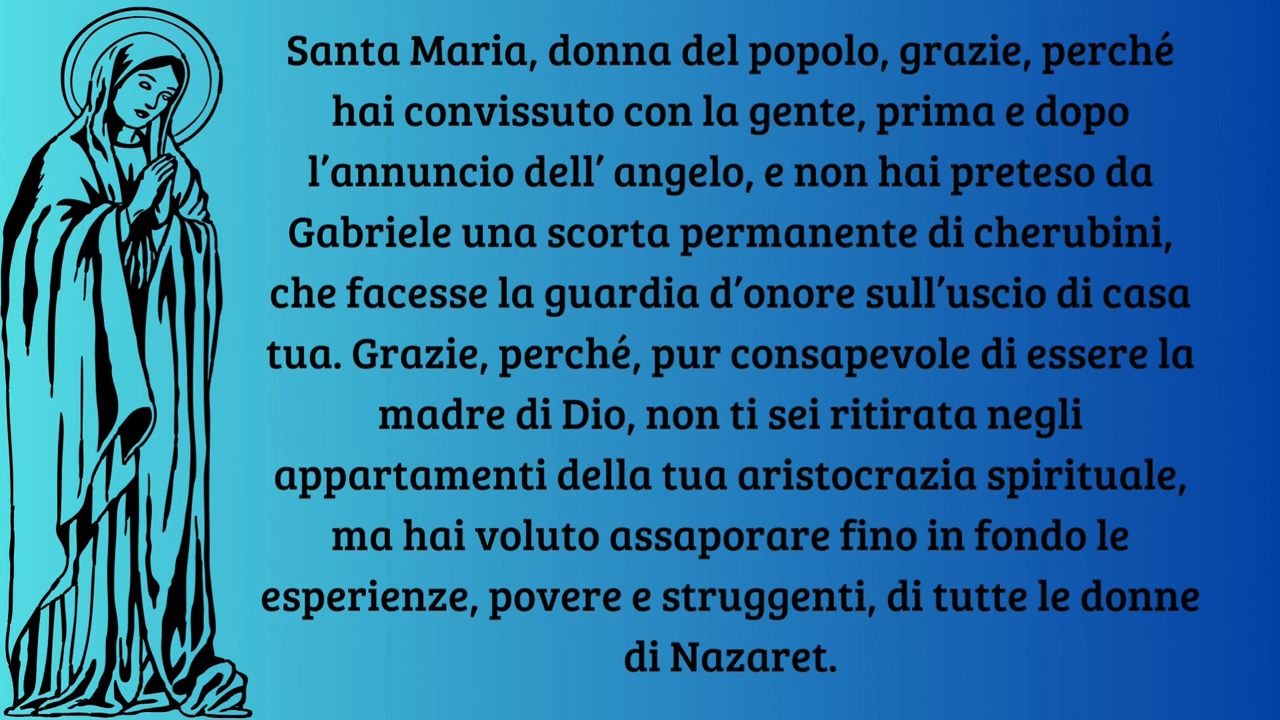 Santa Maria, donna del popolo, grazie, perché
hai convissuto con la gente, prima e dopo
l’annuncio dell’ angelo, e non hai preteso da
Gabriele una scorta permanente di cherubini,
che facesse la guardia d’onore sull’uscio di casa
tua. Grazie, perché, pur consapevole di essere la
madre di Dio, non ti sei ritirata negli
appartamenti della tua aristocrazia spirituale,
ma hai voluto assaporare fino in fondo le
esperienze, povere e struggenti, di tutte le donne
di Nazaret.